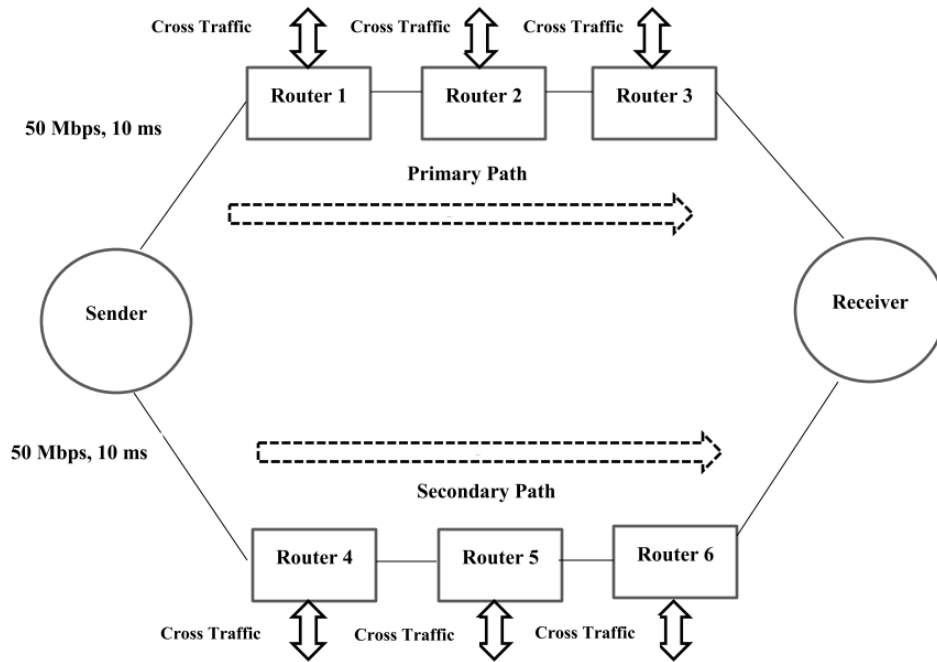 Cross Traffic
Cross Traffic
Cross Traffic
Router 1
Router 2
Router 3
50 Mbps, 10 ms
Primary Path
Sender
Receiver
50 Mbps, 10 ms
Secondary Path
Router 4
Router 5
Router 6
Cross Traffic
Cross Traffic
Cross Traffic